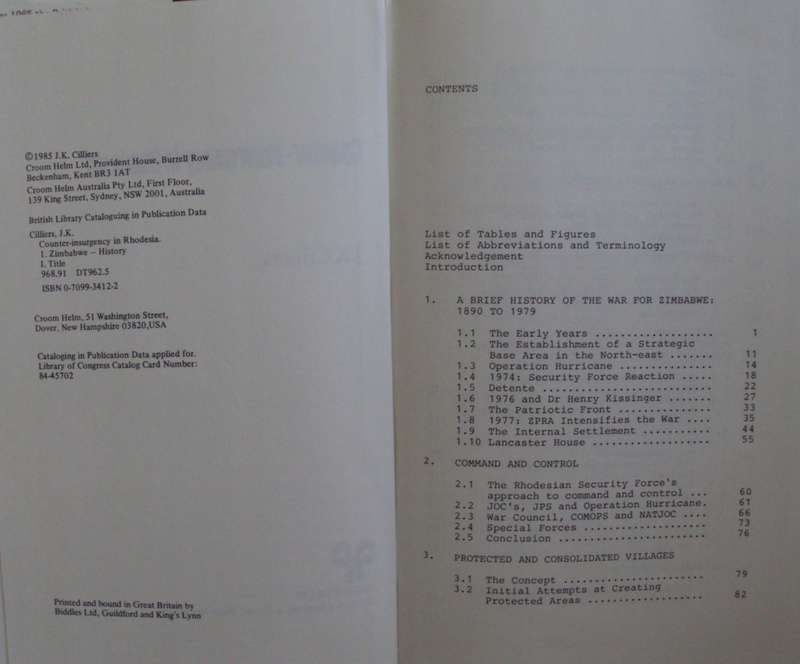 ©1985 J.K. Cilliers
Croom Helm Ltd, Provident House, Burrell Row
Beckenham, Kent BR3 1AT
Croom Helm Australia Pty Ltd, First Floor,
139 King Street, Sydney, NSW 2001, Australia
British Library Cataloguing in Publication Data
Cilliers, J.K.
Counter-insurgency in Rhodesia.
1. Zimbabwe – History
I. Title
968.91 DT962.5
ISBN 0-7099-3412-2
Croom Helm, 51 Washington Street,
Dover, New Hampshire 03820,USA
Cataloging in Publication Data applied for.
Library of Congress Catalog Card Number:
84-45702
Printed and bound in Great Britain by
Biddles Ltd, Guildford and King's Lynn
CONTENTS
List of Tables and Figures
List of Abbreviations and Terminology
Acknowledgement
Introduction
1. A BRIEF HISTORY OF THE WAR FOR ZIMBABWE:
1890 TO 1979
1.1 The Early Years ................... 1
1.2 The Establishment of a Strategic
Base Area in the North-east ....... 11
1.3 Operation Hurricane ............... 14
1.4 1974: Security Force Reaction ..... 18
1.5 Detente ........................... 22
1.6 1976 and Dr Henry Kissinger ....... 27
1.7 The Patriotic Front ............... 33
1.8 1977: ZPRA Intensifies the War .... 35
1.9 The Internal Settlement ........... 44
1.10 Lancaster House ................... 55
2. COMMAND AND CONTROL
2.1 The Rhodesian Security Force's
approach to command and control ... 60
2.2 JOC's, JPS and Operation Hurricane. 61
2.3 War Council, COMOPS and NATJOC .... 66
2.4 Special Forces .................... 73
2.5 Conclusion ........................ 76
3. PROTECTED AND CONSOLIDATED VILLAGES
3.1 The Concept ....................... 79
3.2 Initial Attempts at Creating
Protected Areas ................... 82